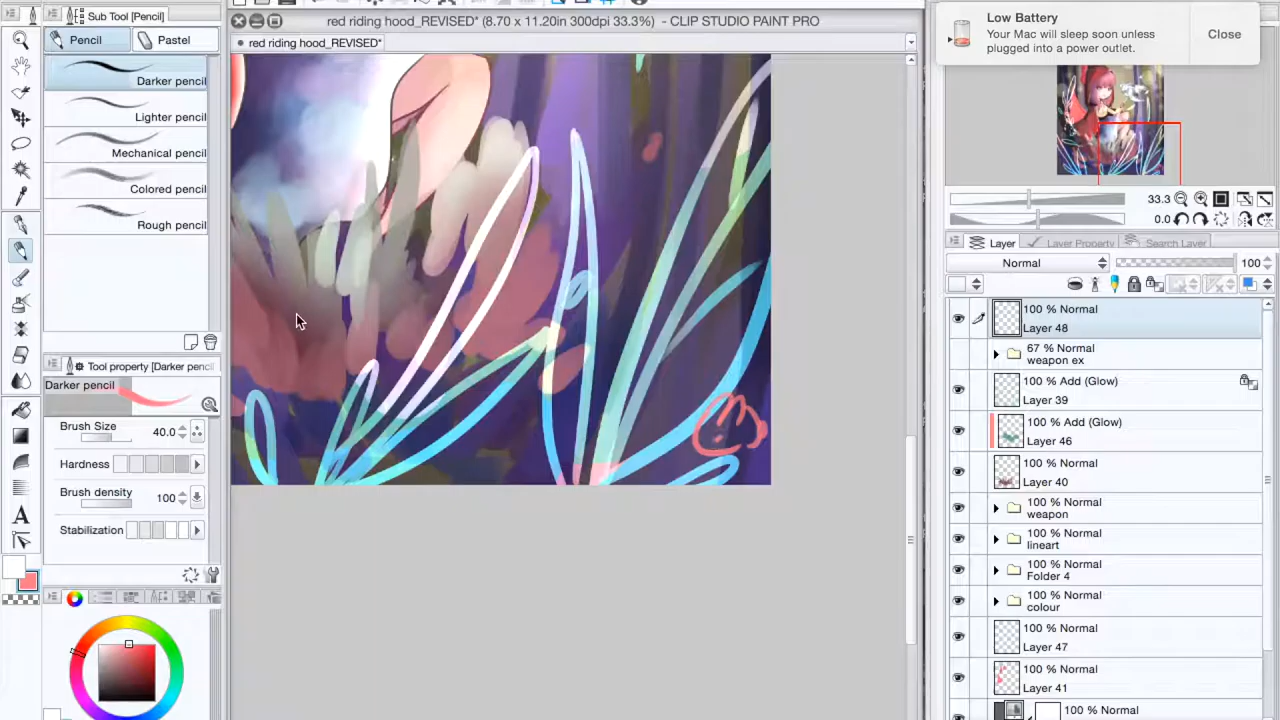 Sub Tool [Pencil]
red riding hood_REVISED* (8.70 x 11.20in 300dpi 33.3%) - CLIP STUDIO PAINT PRO
Low Battery
Your Mac will sleep soon unless
plugged into a power outlet.
Close
Pencil
Pastel
red riding hood_REVISED*
Darker pencil
Lighter pencil
Mechanical pencil
Colored pencil
Rough pencil
33.3
0.0
Layer
Layer Property
Search Layer
Normal
100
100 % Normal
Layer 48
67 % Normal
weapon ex
100 % Add (Glow)
Layer 39
100 % Add (Glow)
Layer 46
100 % Normal
Layer 40
100 % Normal
weapon
100 % Normal
lineart
100 % Normal
Folder 4
100 % Normal
colour
100 % Normal
Layer 47
100 % Normal
Layer 41
100 % Normal
Tool property [Darker pencil]
Darker pencil
Brush Size
40.0
Hardness
Brush density
100
Stabilization
A